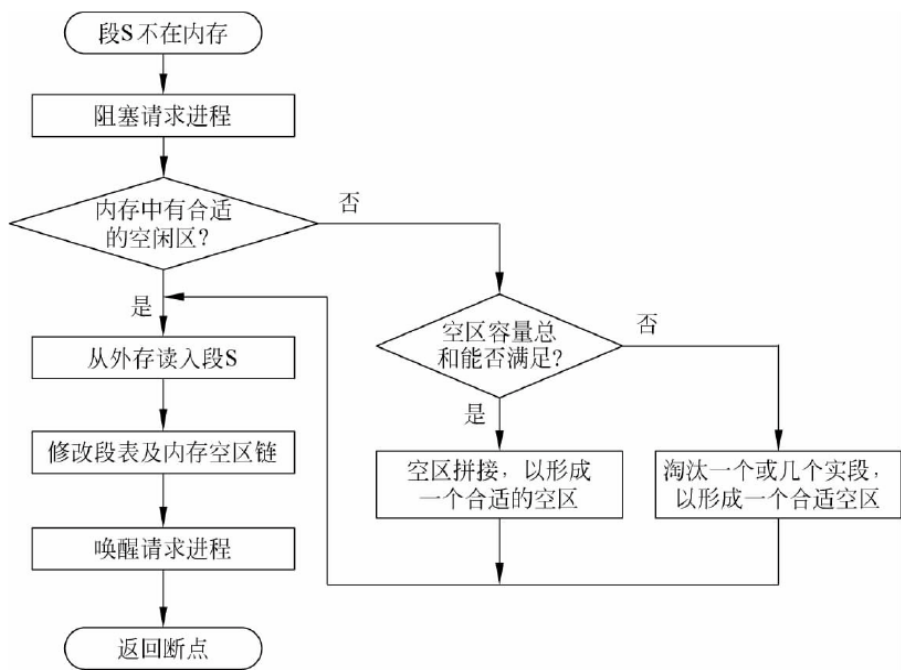 段S不在内存
阻塞请求进程
内存中有合适
的空闲区?
否
是
从外存读入段S
修改段表及内存空区链
唤醒请求进程
返回断点
空区容量总
和能否满足?
否
是
空区拼接，以形成
一个合适的空区
淘汰一个或几个实段，
以形成一个合适空区